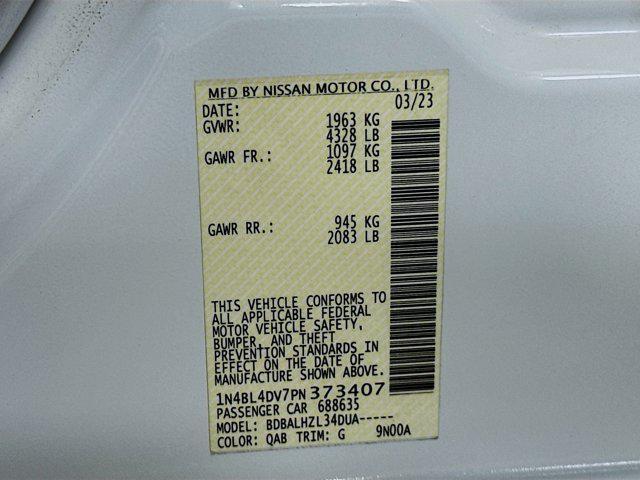 MFD BY NISSAN MOTOR CO., LTD.
DATE: 03/23
GVWR: 1963 KG
4328 LB
GAWR FR.: 1097 KG
2418 LB
GAWR RR.: 945 KG
2083 LB
THIS VEHICLE CONFORMS TO
ALL APPLICABLE FEDERAL
MOTOR VEHICLE SAFETY,
BUMPER, AND THEFT
PREVENTION STANDARDS IN
EFFECT ON THE DATE OF
MANUFACTURE SHOWN ABOVE.
1N4BL4DV7PN373407
PASSENGER CAR 688635
MODEL: BDBALHZL34DUA-----
COLOR: QAB TRIM: G 9N00A